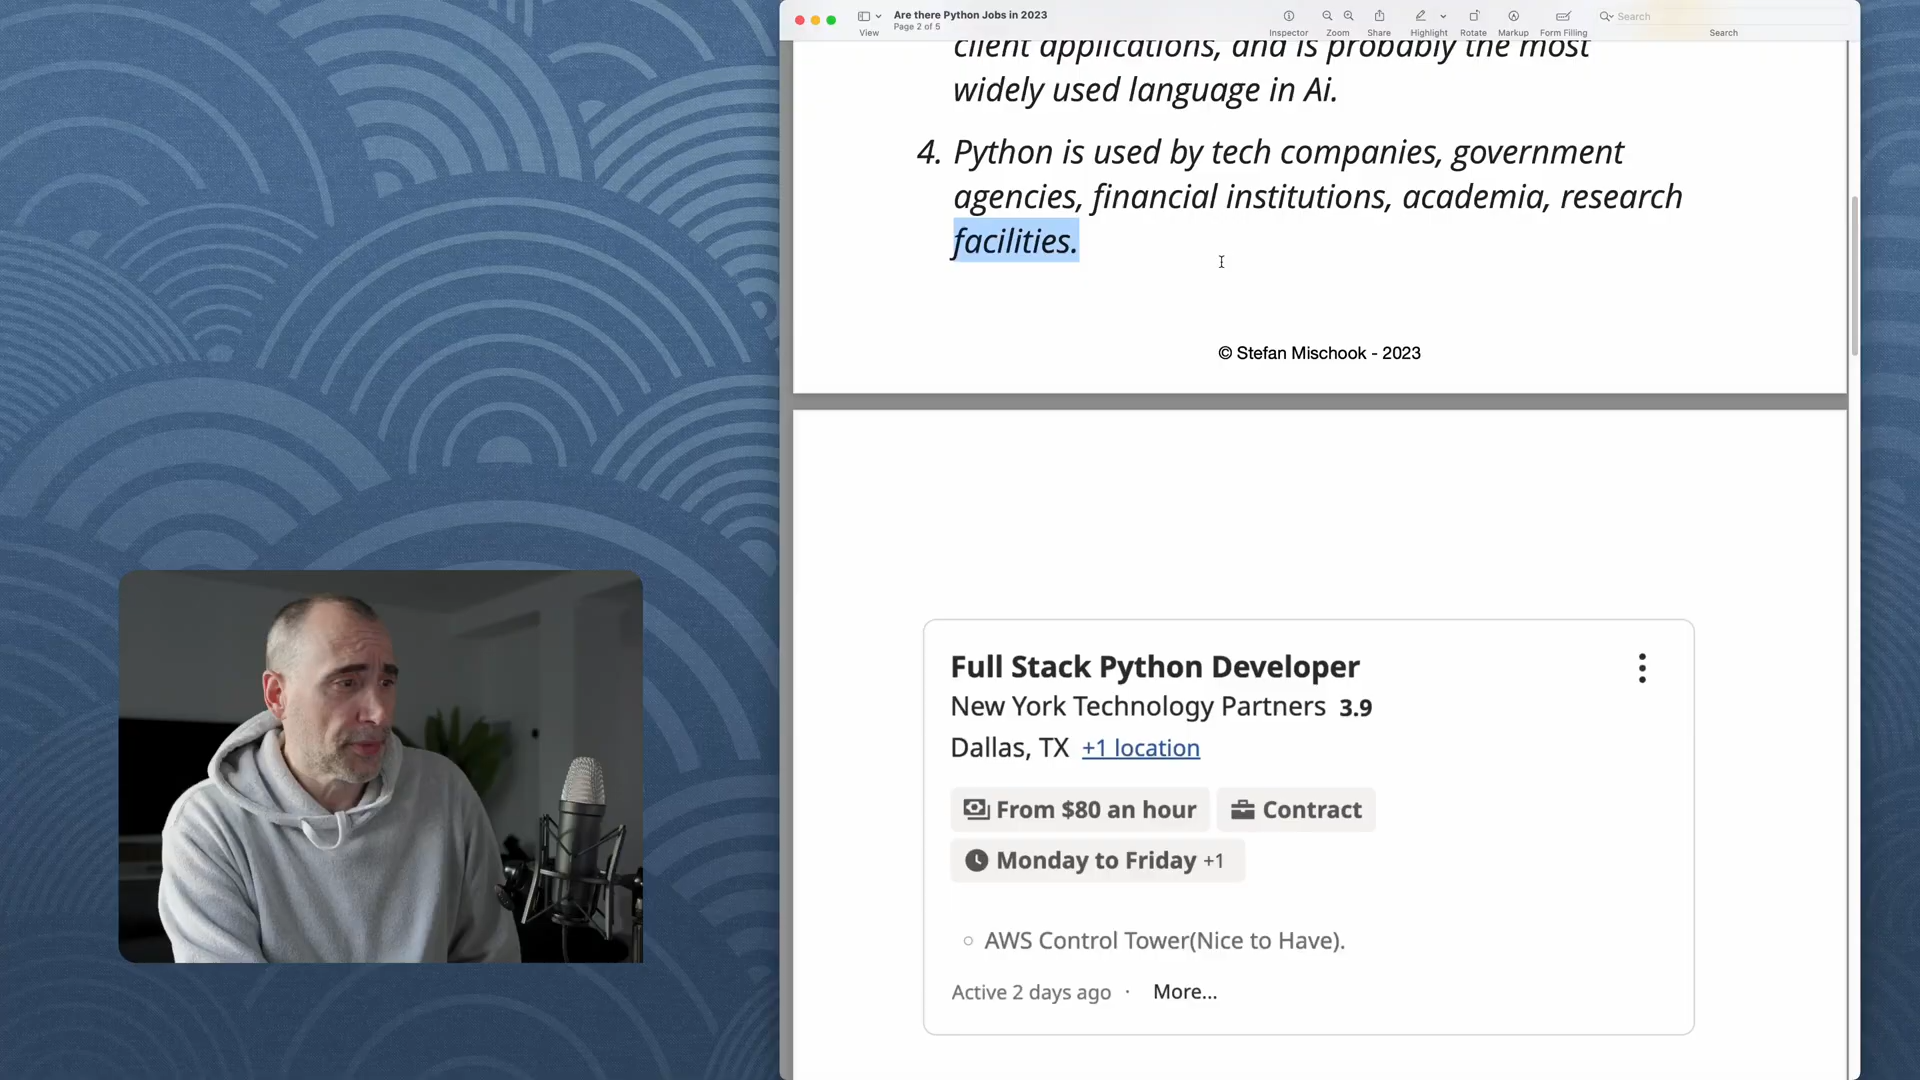 Are there Python Jobs in 2023
Page 2 of 5
View
Inspector
Zoom
Share
Highlight
Rotate
Markup
Form Filling
Search
Search
client applications, and is probably the most
widely used language in Ai.
4. Python is used by tech companies, government
agencies, financial institutions, academia, research
facilities.
© Stefan Mischook - 2023
Full Stack Python Developer
New York Technology Partners 3.9
Dallas, TX +1 location
From $80 an hour
Contract
Monday to Friday +1
AWS Control Tower(Nice to Have).
Active 2 days ago · More...